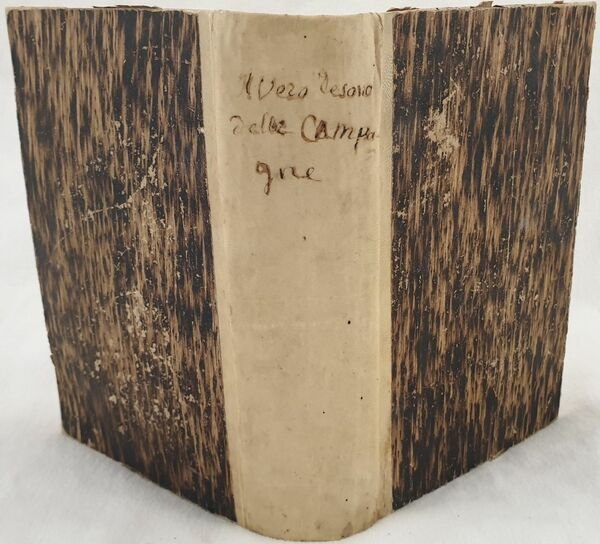 Il Vero Tesoro
delle Campa
gne